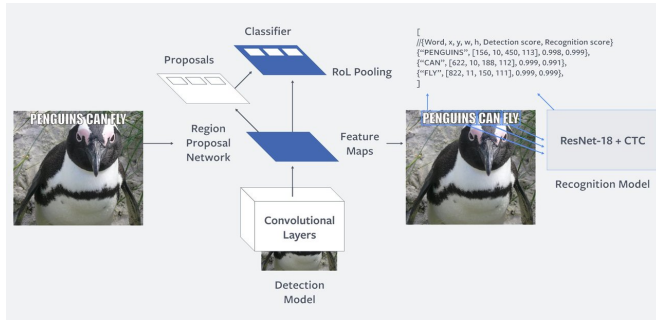 Classifier
Proposals
RoL Pooling
PENGUINS CAN FLY
Region
Proposal
Network
Feature
Maps
Convolutional
Layers
Detection
Model
[
//{Word, x, y, w, h, Detection score, Recognition score}
{“PENGUINS”, [156, 10, 450, 113], 0.998, 0.999},
{“CAN”, [622, 10, 188, 112], 0.999, 0.991},
{“FLY”, [822, 11, 150, 111], 0.999, 0.999},
]
PENGUINS CAN FLY
ResNet-18 + CTC
Recognition Model